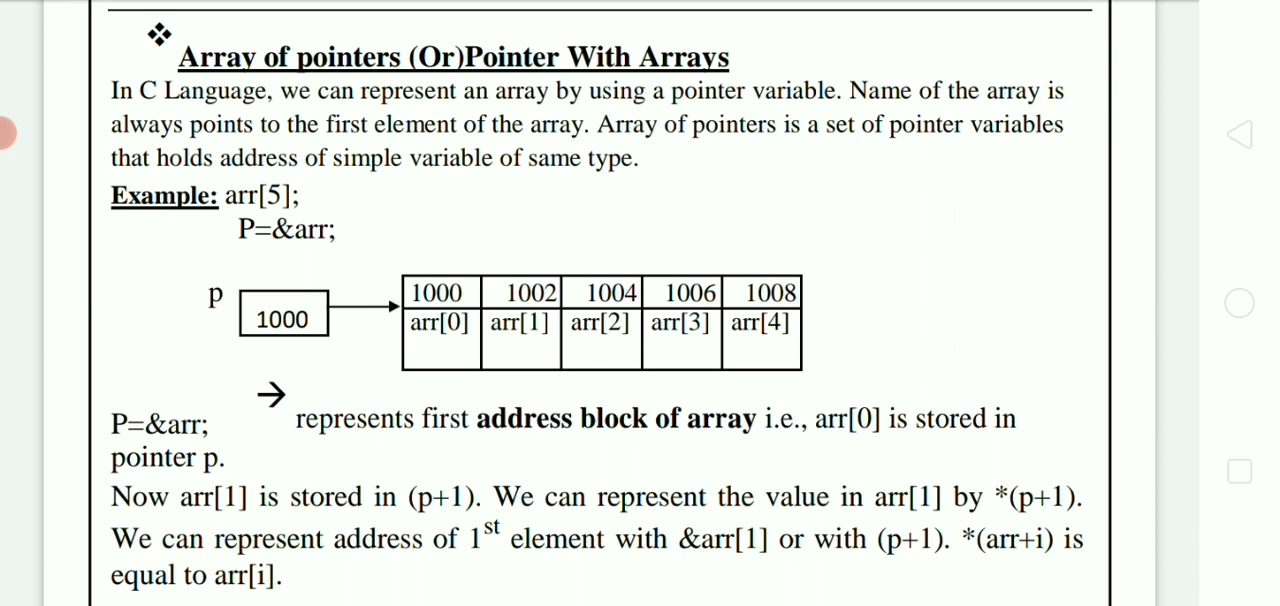 Array of pointers (Or)Pointer With Arrays
In C Language, we can represent an array by using a pointer variable. Name of the array is
always points to the first element of the array. Array of pointers is a set of pointer variables
that holds address of simple variable of same type.
Example: arr[5];
P=&arr;
p
1000
1000 1002 1004 1006 1008
arr[0] arr[1] arr[2] arr[3] arr[4]
P=&arr; → represents first address block of array i.e., arr[0] is stored in
pointer p.
Now arr[1] is stored in (p+1). We can represent the value in arr[1] by *(p+1).
We can represent address of 1st element with &arr[1] or with (p+1). *(arr+i) is
equal to arr[i].